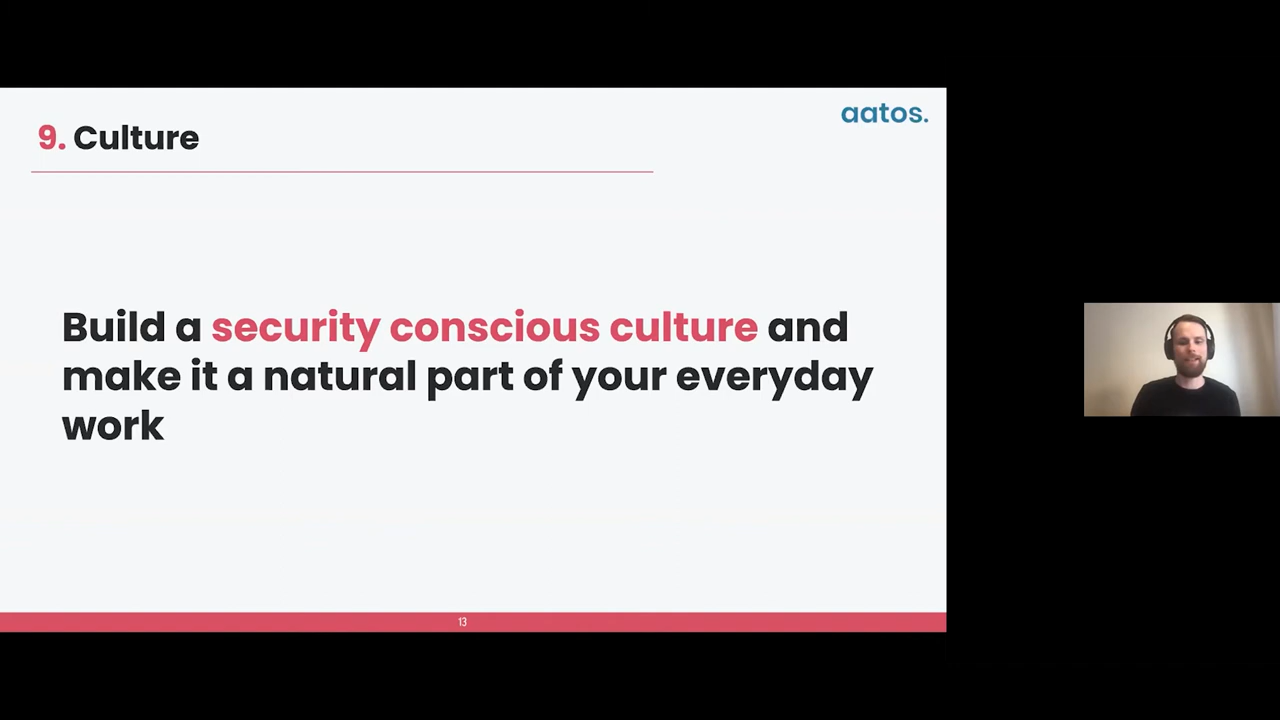 aatos.
9. Culture
Build a security conscious culture and
make it a natural part of your everyday
work
13